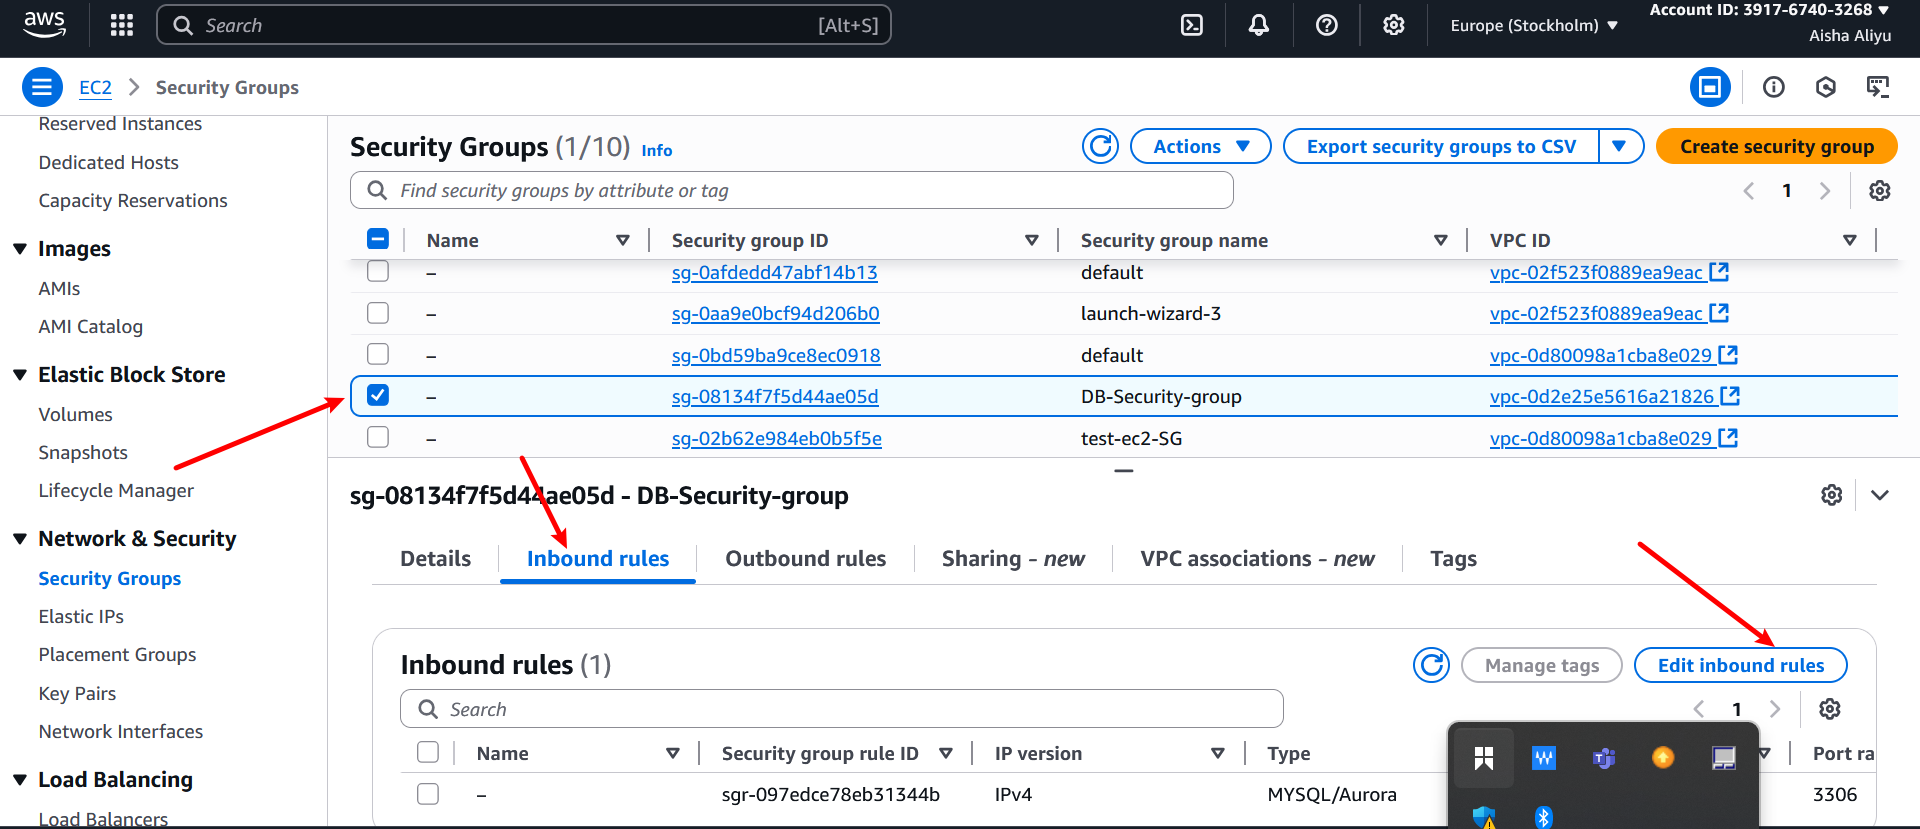 aws
Search
[Alt+S]
Europe (Stockholm)
Account ID: 3917-6740-3268
Aisha Aliyu
EC2
Security Groups
Reserved Instances
Dedicated Hosts
Capacity Reservations
Images
AMIs
AMI Catalog
Elastic Block Store
Volumes
Snapshots
Lifecycle Manager
Network & Security
Security Groups
Elastic IPs
Placement Groups
Key Pairs
Network Interfaces
Load Balancing
Load Balancers
Security Groups (1/10) Info
Actions
Export security groups to CSV
Create security group
Find security groups by attribute or tag
1
Name Security group ID Security group name VPC ID
– sg-0afdedd47abf14b13 default vpc-02f523f0889ea9eac
– sg-0aa9e0bcf94d206b0 launch-wizard-3 vpc-02f523f0889ea9eac
– sg-0bd59ba9ce8ec0918 default vpc-0d80098a1cba8e029
– sg-08134f7f5d44ae05d DB-Security-group vpc-0d2e25e5616a21826
– sg-02b62e984eb0b5f5e test-ec2-SG vpc-0d80098a1cba8e029
sg-08134f7f5d44ae05d - DB-Security-group
Details Inbound rules Outbound rules Sharing - new VPC associations - new Tags
Inbound rules (1)
Manage tags
Edit inbound rules
Search
1
Name Security group rule ID IP version Type Port ra
– sgr-097edce78eb31344b IPv4 MYSQL/Aurora 3306